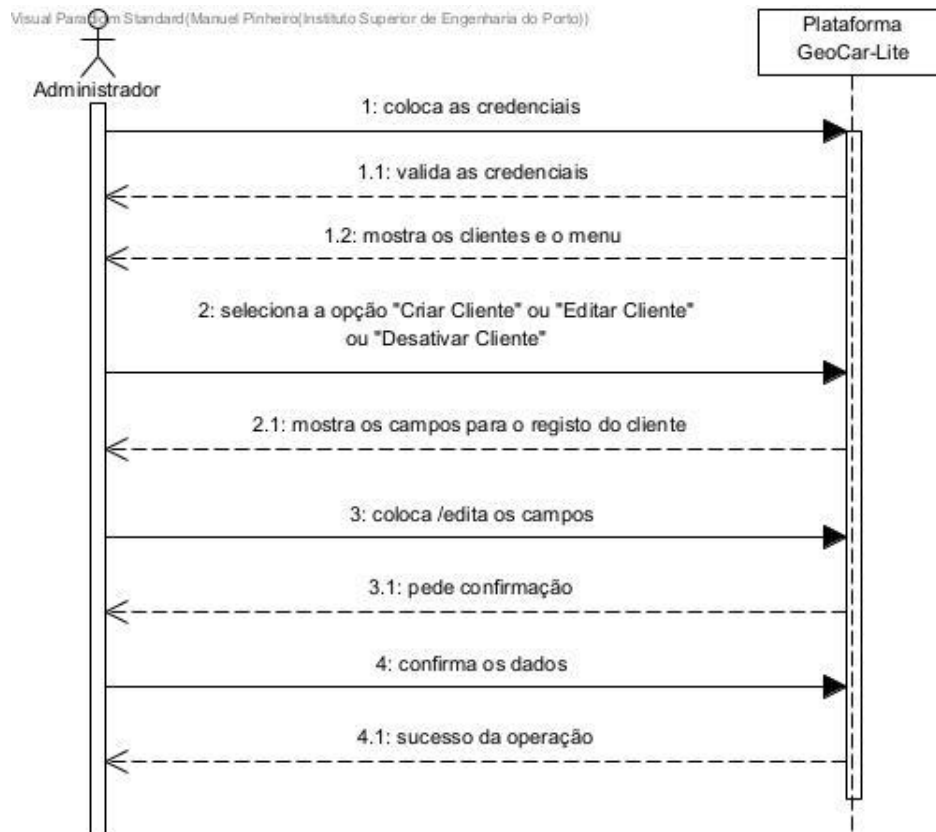 Visual Paradigm Standard(Manuel Pinheiro(Instituto Superior de Engenharia do Porto))
Plataforma
GeoCar-Lite
Administrador
1: coloca as credenciais
1.1: valida as credenciais
1.2: mostra os clientes e o menu
2: seleciona a opção "Criar Cliente" ou "Editar Cliente"
ou "Desativar Cliente"
2.1: mostra os campos para o registo do cliente
3: coloca /edita os campos
3.1: pede confirmação
4: confirma os dados
4.1: sucesso da operação